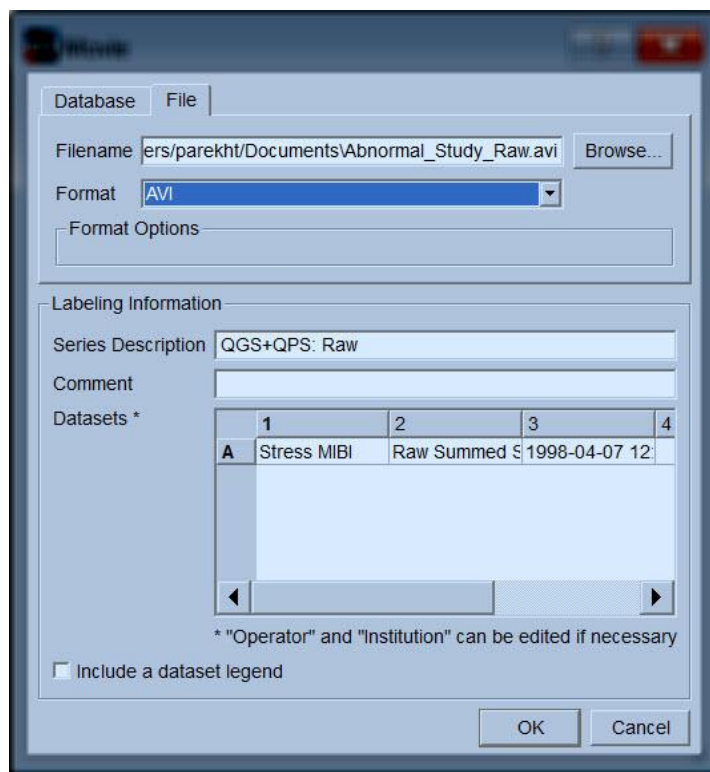 Movie
Database File
Filename ers/parekht/Documents\Abnormal_Study_Raw.avi Browse...
Format AVI
Format Options
Labeling Information
Series Description QGS+QPS: Raw
Comment
Datasets *
1 2 3 4
A Stress MIBI Raw Summed S 1998-04-07 12:
* "Operator" and "Institution" can be edited if necessary
Include a dataset legend
OK Cancel